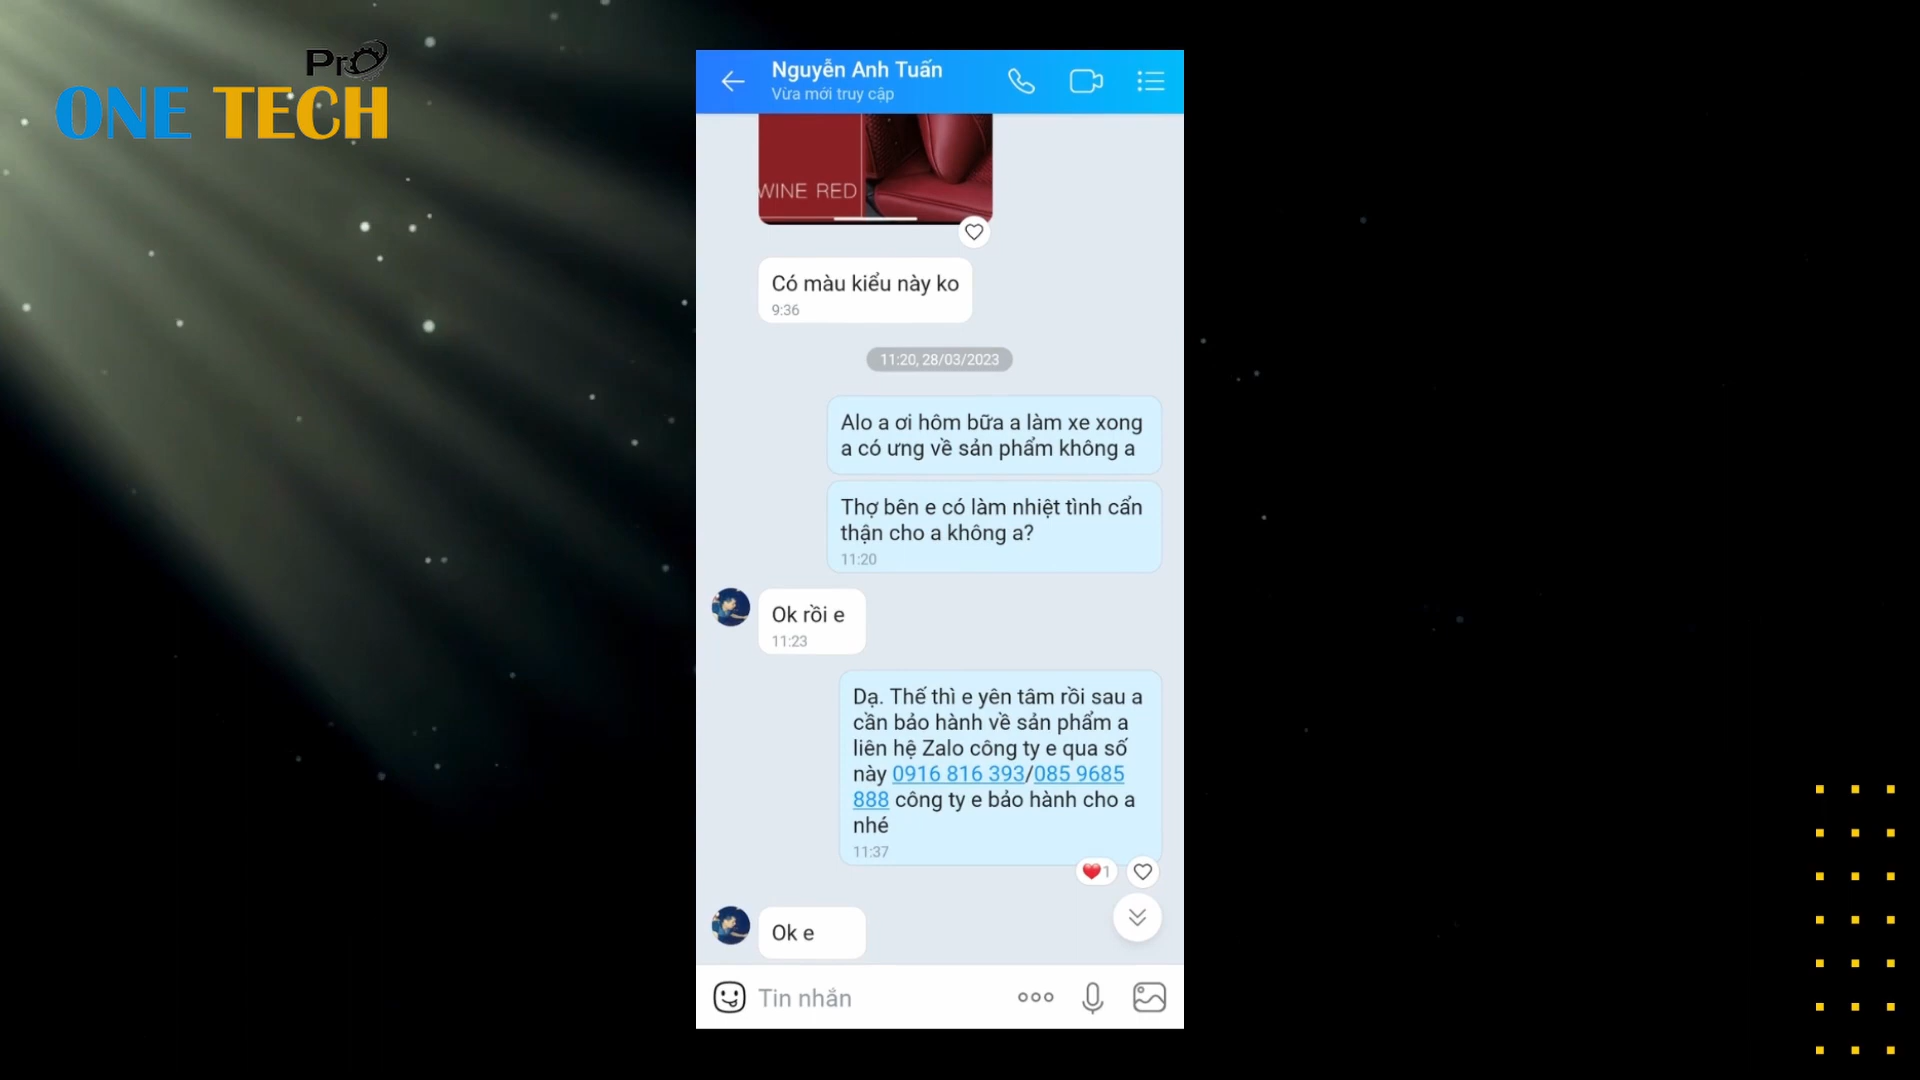 Pro
ONE TECH
Nguyễn Anh Tuấn
Vừa mới truy cập
WINE RED
Có màu kiểu này ko
9:36
11:20, 28/03/2023
Alo a ơi hôm bữa a làm xe xong
a có ưng về sản phẩm không a
Thợ bên e có làm nhiệt tình cẩn
thận cho a không a?
11:20
Ok rồi e
11:23
Dạ. Thế thì e yên tâm rồi sau a
cần bảo hành về sản phẩm a
liên hệ Zalo công ty e qua số
này 0916 816 393/085 9685
888 công ty e bảo hành cho a
nhé
11:37
1
Ok e
Tin nhắn